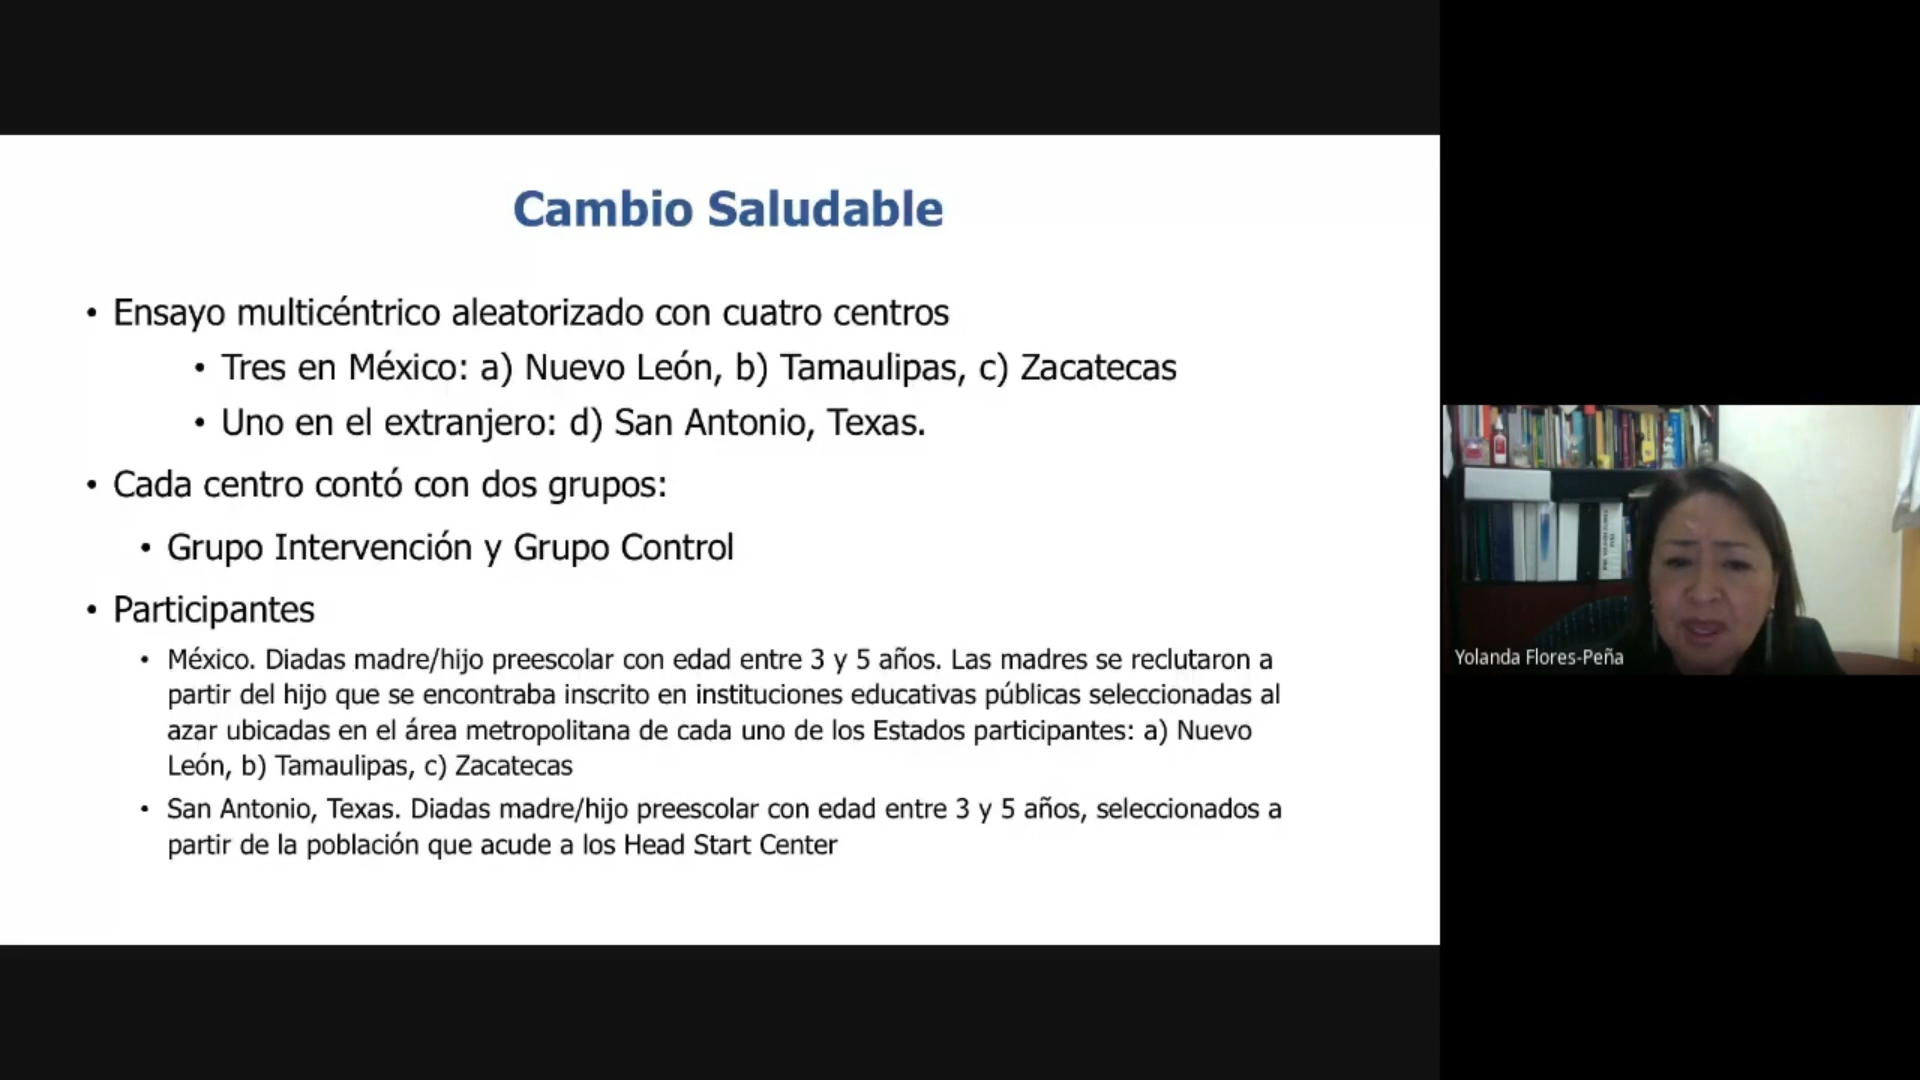 Cambio Saludable
• Ensayo multicéntrico aleatorizado con cuatro centros
• Tres en México: a) Nuevo León, b) Tamaulipas, c) Zacatecas
• Uno en el extranjero: d) San Antonio, Texas.
• Cada centro contó con dos grupos:
• Grupo Intervención y Grupo Control
• Participantes
• México. Diadas madre/hijo preescolar con edad entre 3 y 5 años. Las madres se reclutaron a
partir del hijo que se encontraba inscrito en instituciones educativas públicas seleccionadas al
azar ubicadas en el área metropolitana de cada uno de los Estados participantes: a) Nuevo
León, b) Tamaulipas, c) Zacatecas
• San Antonio, Texas. Diadas madre/hijo preescolar con edad entre 3 y 5 años, seleccionados a
partir de la población que acude a los Head Start Center
Yolanda Flores-Peña